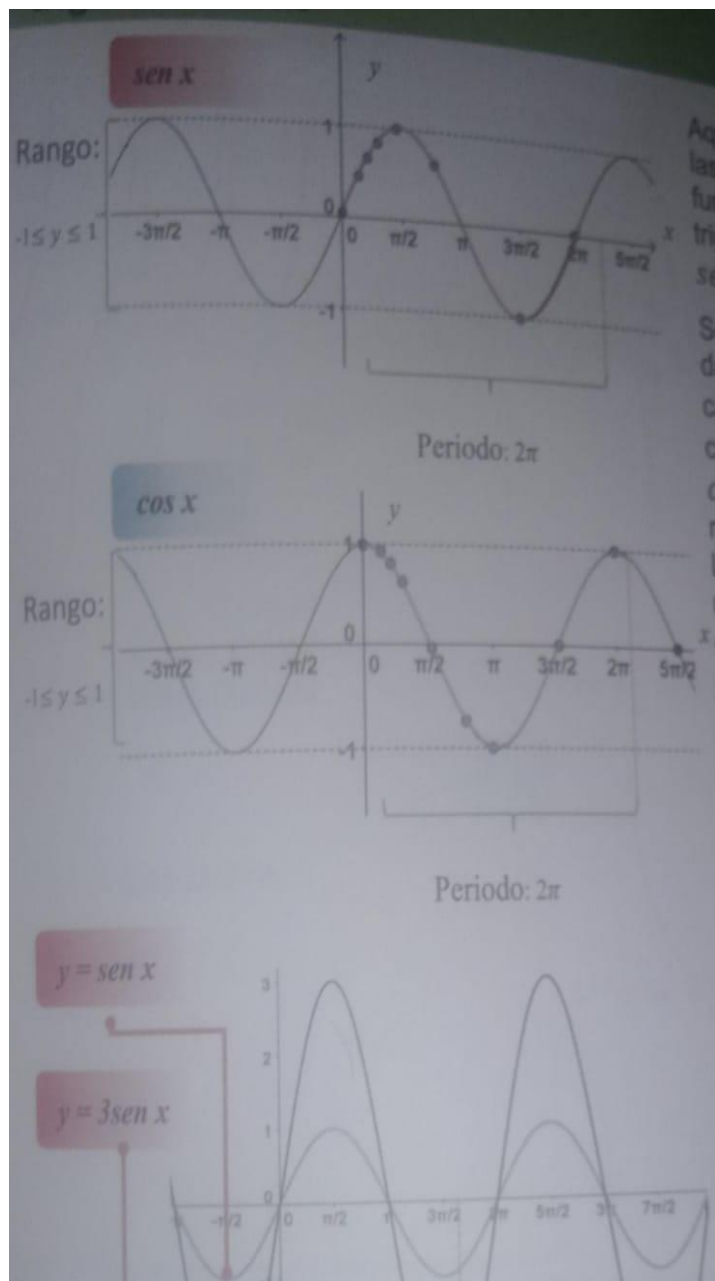 sen x
y
1
Rango:
0
-1≤ y ≤ 1
-3π/2 -π -π/2 0 π/2 π 3π/2 2π 5π/2 x
-1
Periodo: 2π
cos x
y
1
Rango:
0
-3π/2 -π -π/2 0 π/2 π 3π/2 2π 5π/2 x
-1≤ y ≤ 1
-1
Periodo: 2π
y = sen x
3
2
y = 3sen x
1
0
-π/2 0 π/2 π 3π/2 2π 5π/2 3π 7π/2